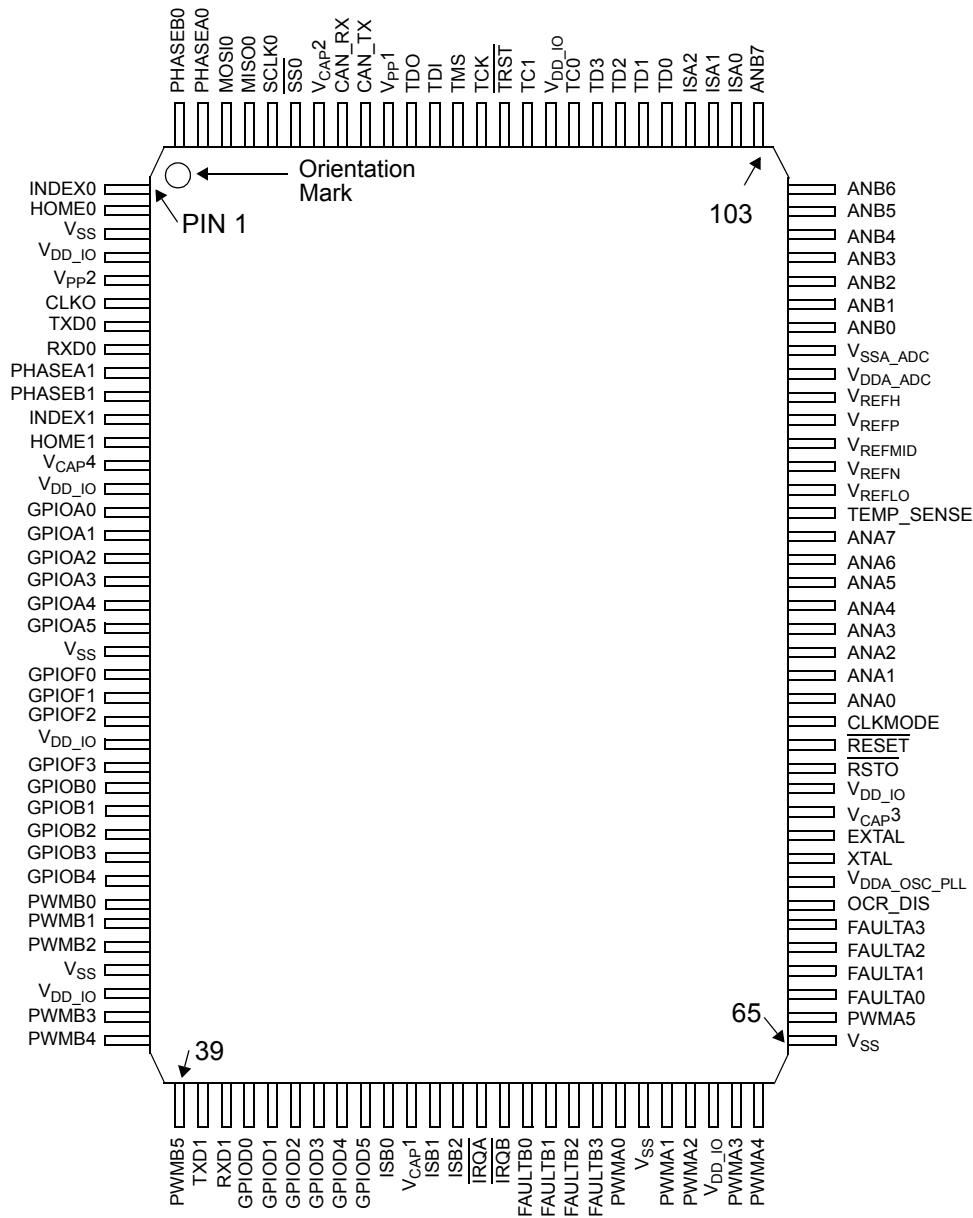 PHASEB0
PHASEA0
MOSI0
MISO0
SCLK0
SS0
VCAP2
CAN_RX
CAN_TX
VPP1
TDO
TDI
TMS
TCK
TRST
TC1
VDD_IO
TC0
TD3
TD2
TD1
TD0
ISA2
ISA1
ISA0
ANB7
Orientation
Mark
PIN 1
103
INDEX0
HOME0
VSS
VDD_IO
VPP2
CLKO
TXD0
RXD0
PHASEA1
PHASEB1
INDEX1
HOME1
VCAP4
VDD_IO
GPIOA0
GPIOA1
GPIOA2
GPIOA3
GPIOA4
GPIOA5
VSS
GPIOF0
GPIOF1
GPIOF2
VDD_IO
GPIOF3
GPIOB0
GPIOB1
GPIOB2
GPIOB3
GPIOB4
PWMB0
PWMB1
PWMB2
VSS
VDD_IO
PWMB3
PWMB4
ANB6
ANB5
ANB4
ANB3
ANB2
ANB1
ANB0
VSSA_ADC
VDDA_ADC
VREFH
VREFP
VREFMID
VREFN
VREFLO
TEMP_SENSE
ANA7
ANA6
ANA5
ANA4
ANA3
ANA2
ANA1
ANA0
CLKMODE
RESET
RSTO
VDD_IO
VCAP3
EXTAL
XTAL
VDDA_OSC_PLL
OCR_DIS
FAULTA3
FAULTA2
FAULTA1
FAULTA0
PWMA5
VSS
65
39
PWMB5
TXD1
RXD1
GPIOD0
GPIOD1
GPIOD2
GPIOD3
GPIOD4
GPIOD5
ISB0
VCAP1
ISB1
ISB2
IRQA
IRQB
FAULTB0
FAULTB1
FAULTB2
FAULTB3
PWMA0
VSS
PWMA1
PWMA2
VDD_IO
PWMA3
PWMA4